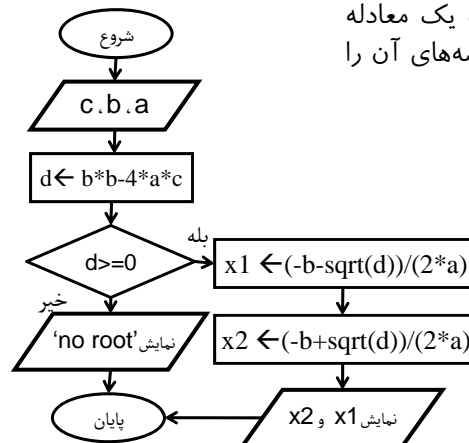 یک معادله
آن را
شروع
c،b،a
d← b*b-4*a*c
d>=0
بله
x1 ←(-b-sqrt(d))/(2*a)
خیر
نمایش 'no root'
x2 ←(-b+sqrt(d))/(2*a)
پایان
نمایش x1 و x2